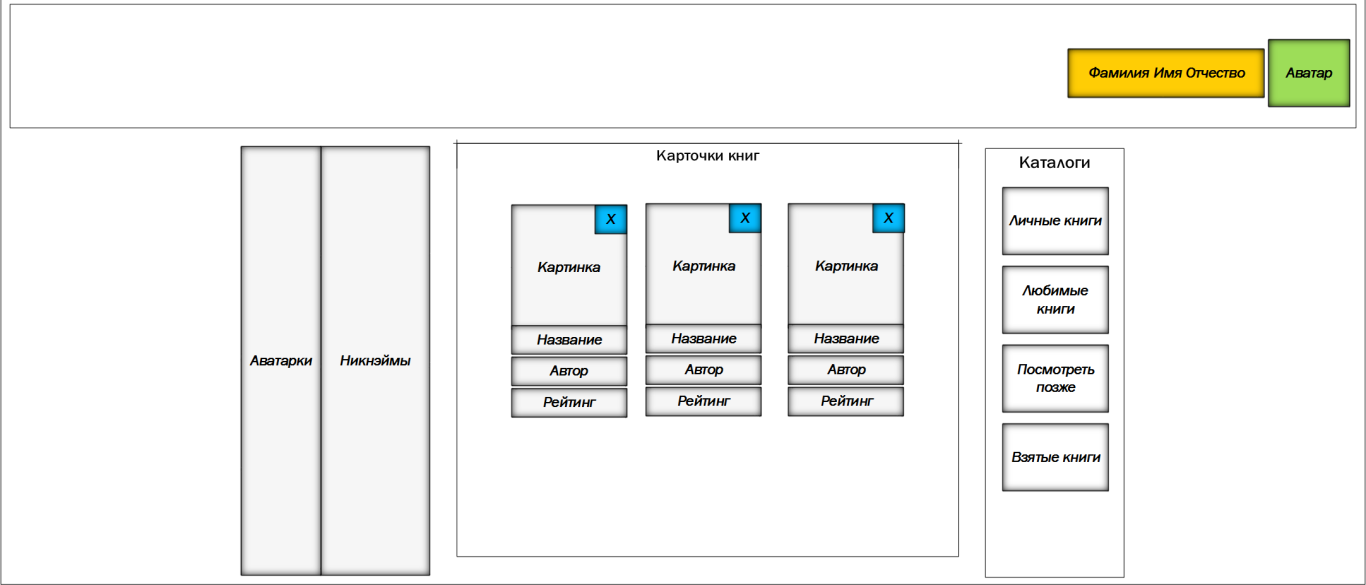 Фамилия Имя Отчество
Аватар
Аватарки
Никнэймы
Карточки книг
X
X
X
Картинка
Картинка
Картинка
Название
Название
Название
Автор
Автор
Автор
Рейтинг
Рейтинг
Рейтинг
Каталоги
Личные книги
Любимые
книги
Посмотреть
позже
Взятые книги